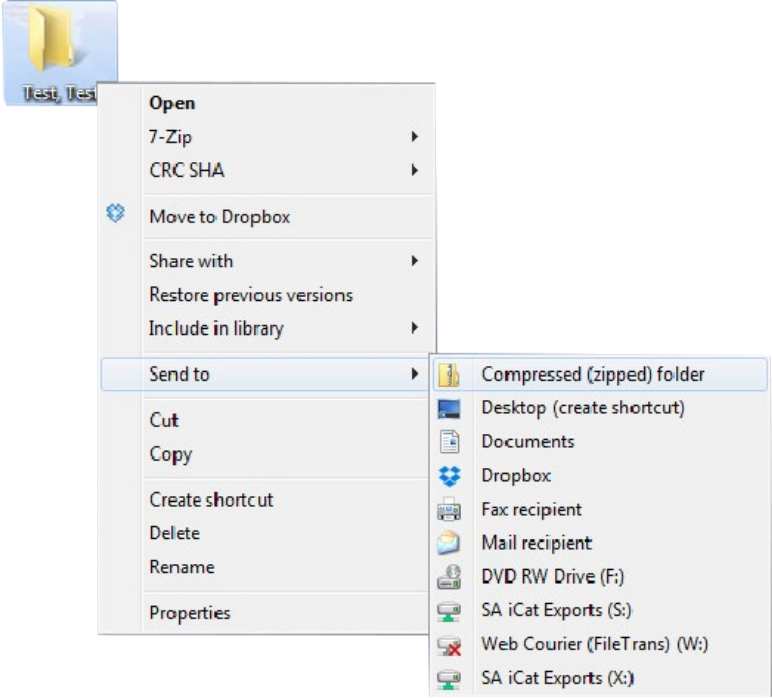 Test, Test
Open
7-Zip
CRC SHA
Move to Dropbox
Share with
Restore previous versions
Include in library
Send to
Cut
Copy
Create shortcut
Delete
Rename
Properties
Compressed (zipped) folder
Desktop (create shortcut)
Documents
Dropbox
Fax recipient
Mail recipient
DVD RW Drive (F:)
SA iCat Exports (S:)
Web Courier (FileTrans) (W:)
SA iCat Exports (X:)